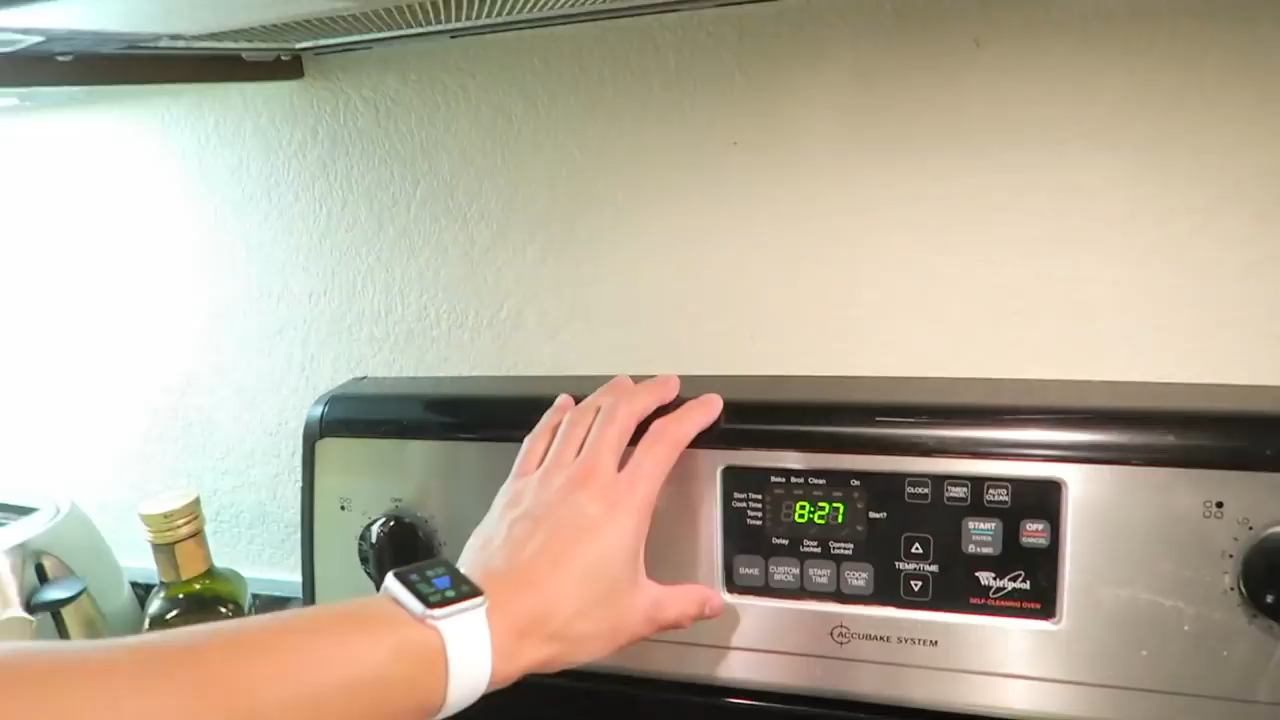 OFF
Bake Broil Clean On
Start Time
Cook Time
Temp
Timer
8:27
Start?
Delay Door Locked Controls Locked
BAKE
CUSTOM BROIL
START TIME
COOK TIME
CLOCK
TIMER CANCEL
AUTO CLEAN
START
ENTER
OFF
CANCEL
TEMP/TIME
Whirlpool
SELF-CLEANING OVEN
ACCUBAKE SYSTEM
LO